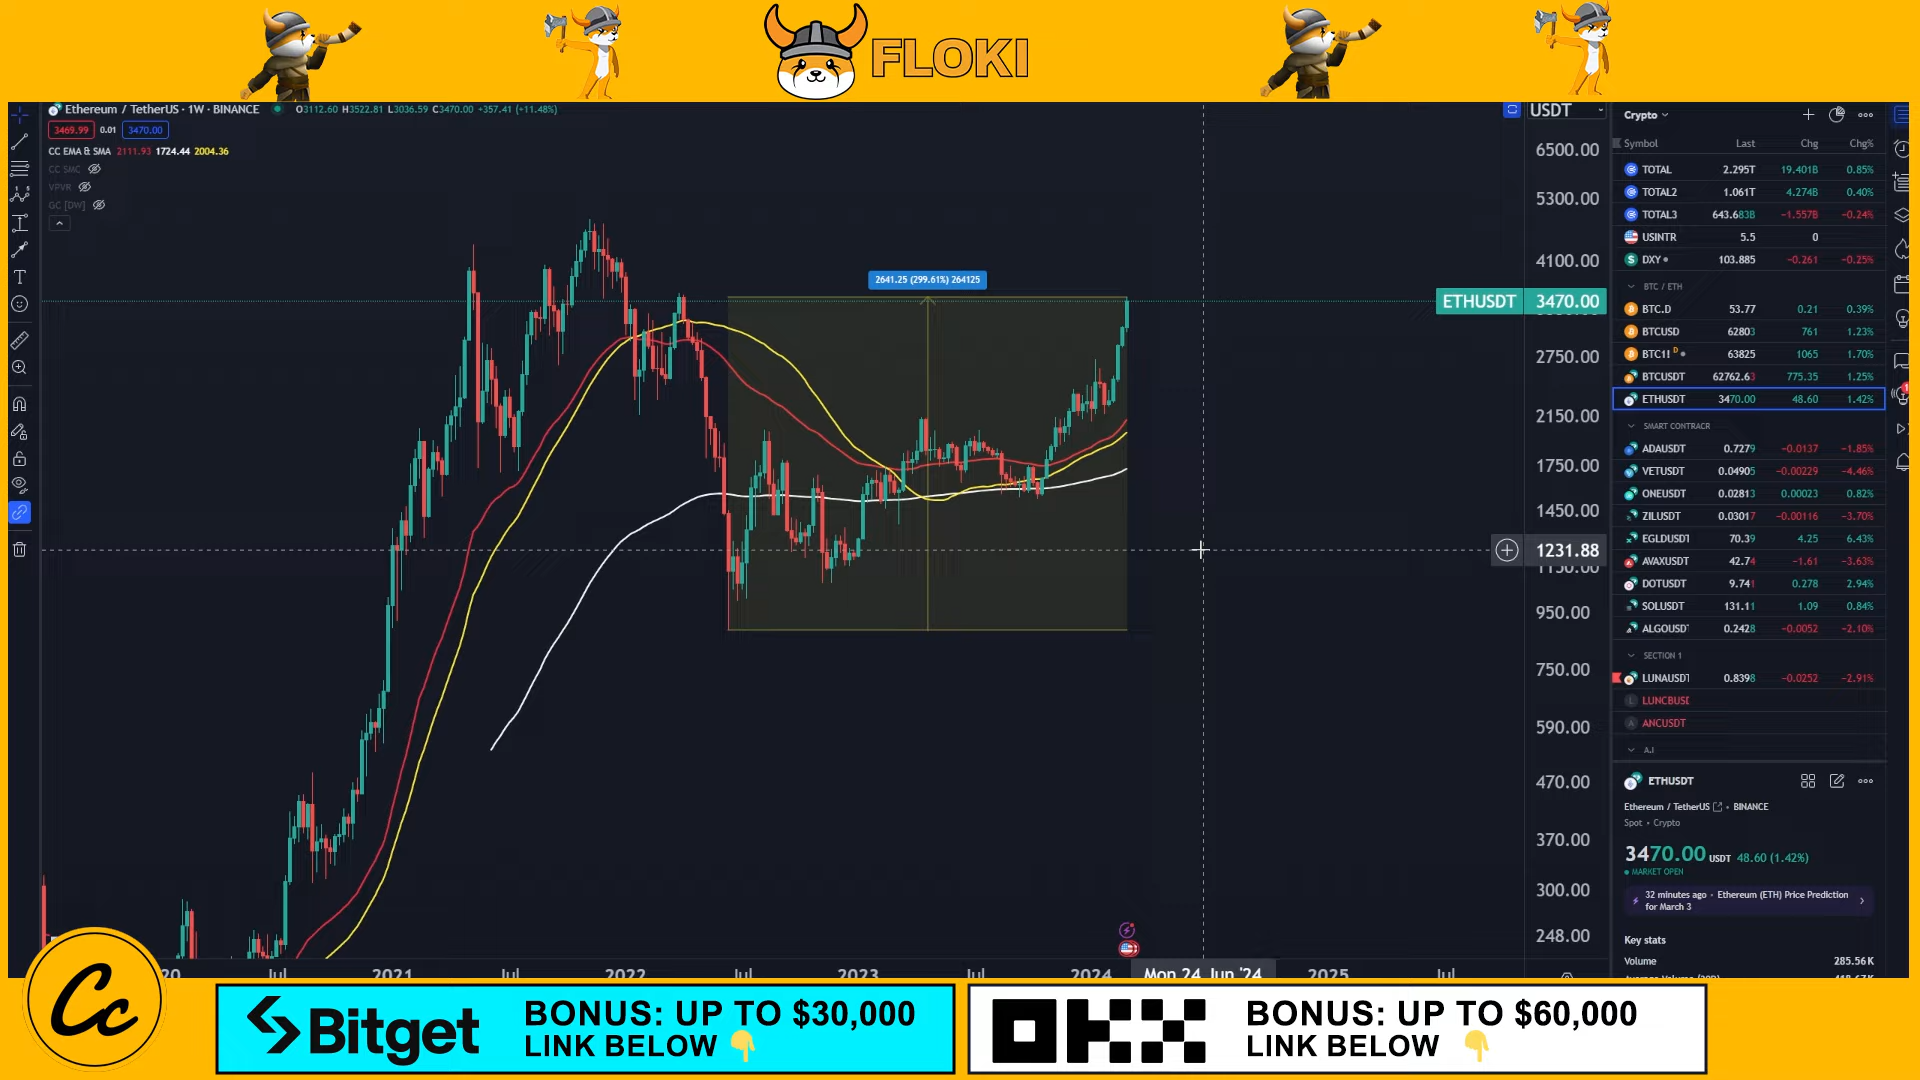 FLOKI
Ethereum / TetherUS · 1W · BINANCE O3112.60 H3522.81 L3036.59 C3470.00 +357.41 (+11.48%)
3469.99 0.01 3470.00
CC EMA & SMA 2111.93 1724.44 2004.36
CC SMC
VPVR
GC [DW]
2641.25 (299.61%) 264125
USDT
6500.00
5300.00
4100.00
ETHUSDT 3470.00
2750.00
2150.00
1750.00
1450.00
1231.88
950.00
750.00
590.00
470.00
370.00
300.00
248.00
20 Jul 2021 Jul 2022 Jul 2023 Jul 2024 Mon 24 Jun '24 2025 Jul
Crypto
Symbol Last Chg Chg%
TOTAL 2.295T 19.401B 0.85%
TOTAL2 1.061T 4.274B 0.40%
TOTAL3 643.683B −1.557B −0.24%
USINTR 5.5 0
DXY 103.885 −0.261 −0.25%
BTC / ETH
BTC.D 53.77 0.21 0.39%
BTCUSD 62803 761 1.23%
BTC1! D 63825 1065 1.70%
BTCUSDT 62762.63 775.35 1.25%
ETHUSDT 3470.00 48.60 1.42%
SMART CONTRACR
ADAUSDT 0.7279 −0.0137 −1.85%
VETUSDT 0.04905 −0.00229 −4.46%
ONEUSDT 0.02813 0.00023 0.82%
ZILUSDT 0.03017 −0.00116 −3.70%
EGLDUSDT 70.39 4.25 6.43%
AVAXUSDT 42.74 −1.61 −3.63%
DOTUSDT 9.741 0.278 2.94%
SOLUSDT 131.11 1.09 0.84%
ALGOUSDT 0.2428 −0.0052 −2.10%
SECTION 1
LUNAUSDT 0.8398 −0.0252 −2.91%
LUNCBUSD
ANCUSDT
A.I
ETHUSDT
Ethereum / TetherUS • BINANCE
Spot • Crypto
3470.00 USDT 48.60 (1.42%)
MARKET OPEN
32 minutes ago • Ethereum (ETH) Price Prediction
for March 3
Key stats
Volume 285.56K
Cc
Bitget
BONUS: UP TO $30,000
LINK BELOW
OKX
BONUS: UP TO $60,000
LINK BELOW